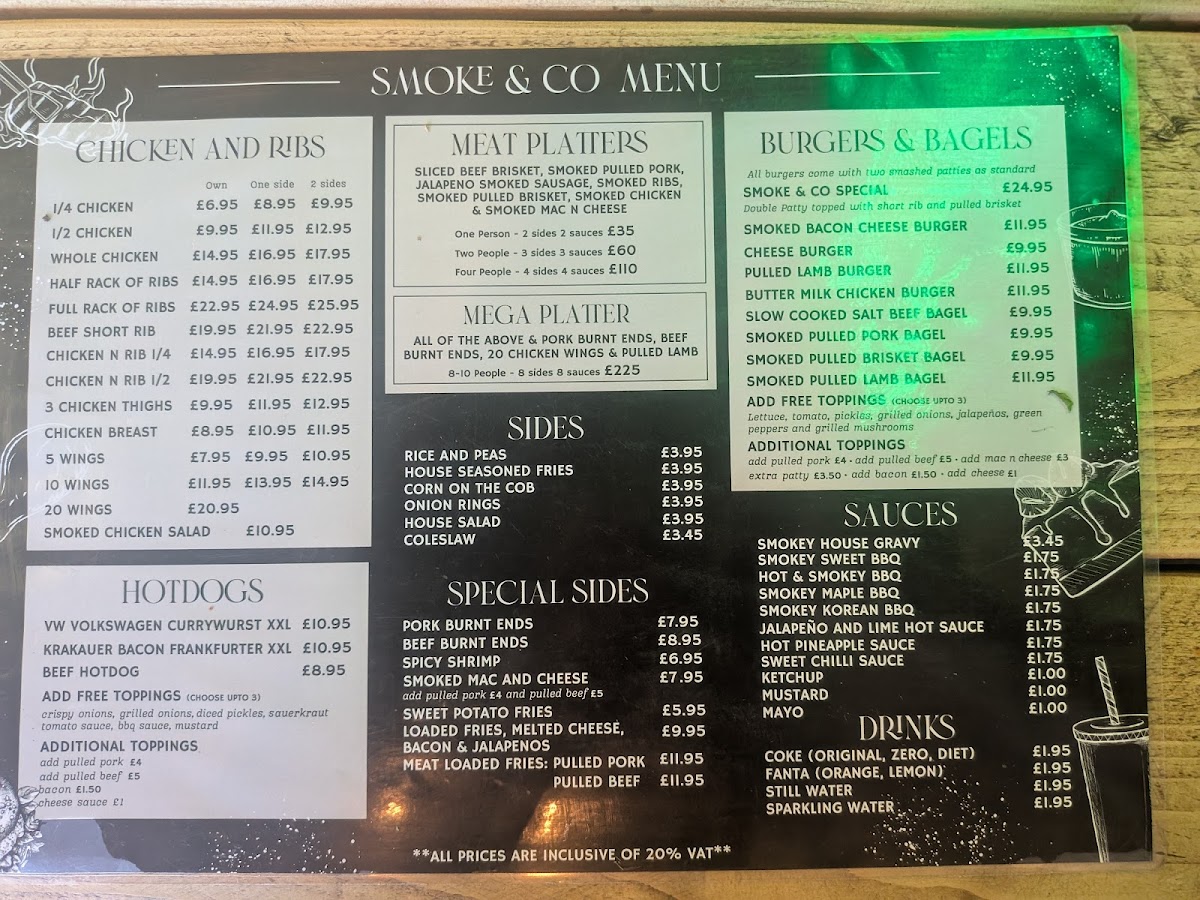 SMOKE & CO MENU
CHICKEN AND RIBS
Own One side 2 sides
1/4 CHICKEN £6.95 £8.95 £9.95
1/2 CHICKEN £9.95 £11.95 £12.95
WHOLE CHICKEN £14.95 £16.95 £17.95
HALF RACK OF RIBS £14.95 £16.95 £17.95
FULL RACK OF RIBS £22.95 £24.95 £25.95
BEEF SHORT RIB £19.95 £21.95 £22.95
CHICKEN N RIB 1/4 £14.95 £16.95 £17.95
CHICKEN N RIB 1/2 £19.95 £21.95 £22.95
3 CHICKEN THIGHS £9.95 £11.95 £12.95
CHICKEN BREAST £8.95 £10.95 £11.95
5 WINGS £7.95 £9.95 £10.95
10 WINGS £11.95 £13.95 £14.95
20 WINGS £20.95
SMOKED CHICKEN SALAD £10.95
HOTDOGS
VW VOLKSWAGEN CURRYWURST XXL £10.95
KRAKAUER BACON FRANKFURTER XXL £10.95
BEEF HOTDOG £8.95
ADD FREE TOPPINGS (CHOOSE UPTO 3)
crispy onions, grilled onions, diced pickles, sauerkraut
tomato sauce, bbq sauce, mustard
ADDITIONAL TOPPINGS
add pulled pork £4
add pulled beef £5
bacon £1.50
cheese sauce £1
MEAT PLATTERS
SLICED BEEF BRISKET, SMOKED PULLED PORK,
JALAPENO SMOKED SAUSAGE, SMOKED RIBS,
SMOKED PULLED BRISKET, SMOKED CHICKEN
& SMOKED MAC N CHEESE
One Person - 2 sides 2 sauces £35
Two People - 3 sides 3 sauces £60
Four People - 4 sides 4 sauces £110
MEGA PLATTER
ALL OF THE ABOVE & PORK BURNT ENDS, BEEF
BURNT ENDS, 20 CHICKEN WINGS & PULLED LAMB
8-10 People - 8 sides 8 sauces £225
SIDES
RICE AND PEAS £3.95
HOUSE SEASONED FRIES £3.95
CORN ON THE COB £3.95
ONION RINGS £3.95
HOUSE SALAD £3.95
COLESLAW £3.45
SPECIAL SIDES
PORK BURNT ENDS £7.95
BEEF BURNT ENDS £8.95
SPICY SHRIMP £6.95
SMOKED MAC AND CHEESE £7.95
add pulled pork £4 and pulled beef £5
SWEET POTATO FRIES £5.95
LOADED FRIES, MELTED CHEESE, £9.95
BACON & JALAPENOS
MEAT LOADED FRIES: PULLED PORK £11.95
PULLED BEEF £11.95
BURGERS & BAGELS
All burgers come with two smashed patties as standard
SMOKE & CO SPECIAL £24.95
Double Patty topped with short rib and pulled brisket
SMOKED BACON CHEESE BURGER £11.95
CHEESE BURGER £9.95
PULLED LAMB BURGER £11.95
BUTTER MILK CHICKEN BURGER £11.95
SLOW COOKED SALT BEEF BAGEL £9.95
SMOKED PULLED PORK BAGEL £9.95
SMOKED PULLED BRISKET BAGEL £9.95
SMOKED PULLED LAMB BAGEL £11.95
ADD FREE TOPPINGS (CHOOSE UPTO 3)
Lettuce, tomato, pickles, grilled onions, jalapeños, green
peppers and grilled mushrooms
ADDITIONAL TOPPINGS
add pulled pork £4 · add pulled beef £5 · add mac n cheese £3
extra patty £3.50 · add bacon £1.50 · add cheese £1
SAUCES
SMOKEY HOUSE GRAVY £3.45
SMOKEY SWEET BBQ £1.75
HOT & SMOKEY BBQ £1.75
SMOKEY MAPLE BBQ £1.75
SMOKEY KOREAN BBQ £1.75
JALAPEÑO AND LIME HOT SAUCE £1.75
HOT PINEAPPLE SAUCE £1.75
SWEET CHILLI SAUCE £1.75
KETCHUP £1.00
MUSTARD £1.00
MAYO £1.00
DRINKS
COKE (ORIGINAL, ZERO, DIET) £1.95
FANTA (ORANGE, LEMON) £1.95
STILL WATER £1.95
SPARKLING WATER £1.95
**ALL PRICES ARE INCLUSIVE OF 20% VAT**